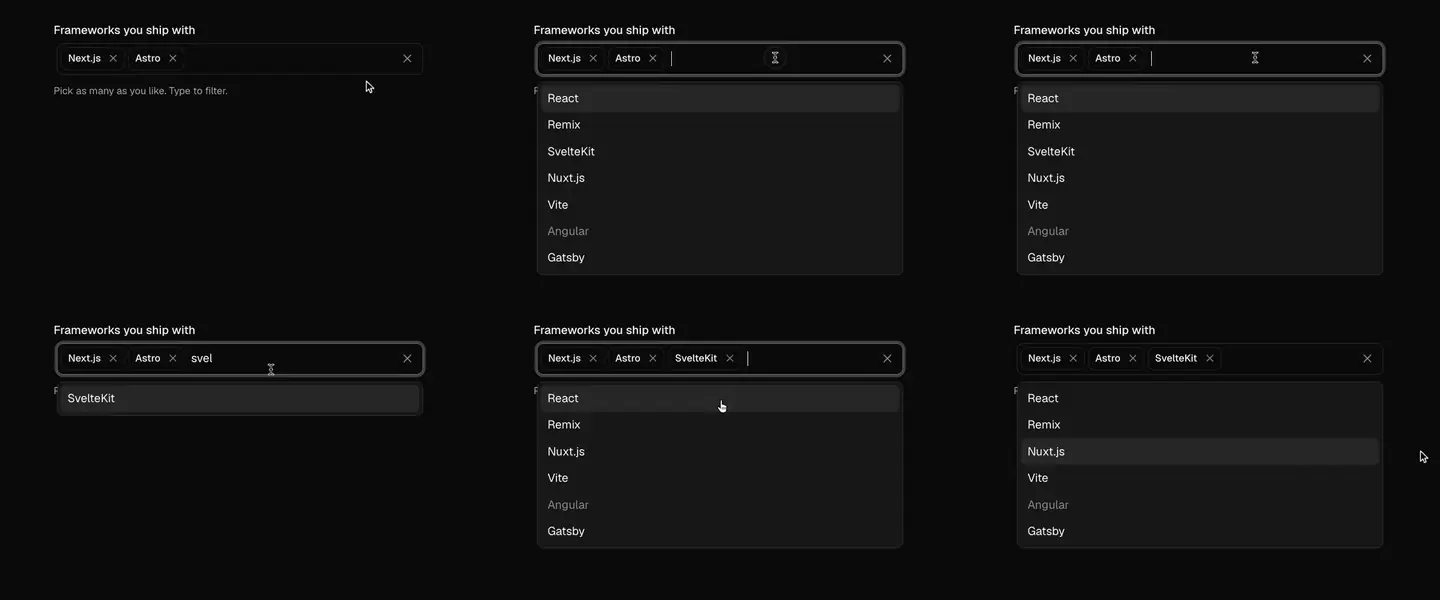 Frameworks you ship with
Next.js Astro
Pick as many as you like. Type to filter.
Frameworks you ship with
Next.js Astro
React
Remix
SvelteKit
Nuxt.js
Vite
Angular
Gatsby
Frameworks you ship with
Next.js Astro
React
Remix
SvelteKit
Nuxt.js
Vite
Angular
Gatsby
Frameworks you ship with
Next.js Astro svel
SvelteKit
Frameworks you ship with
Next.js Astro SvelteKit
React
Remix
Nuxt.js
Vite
Angular
Gatsby
Frameworks you ship with
Next.js Astro SvelteKit
React
Remix
Nuxt.js
Vite
Angular
Gatsby